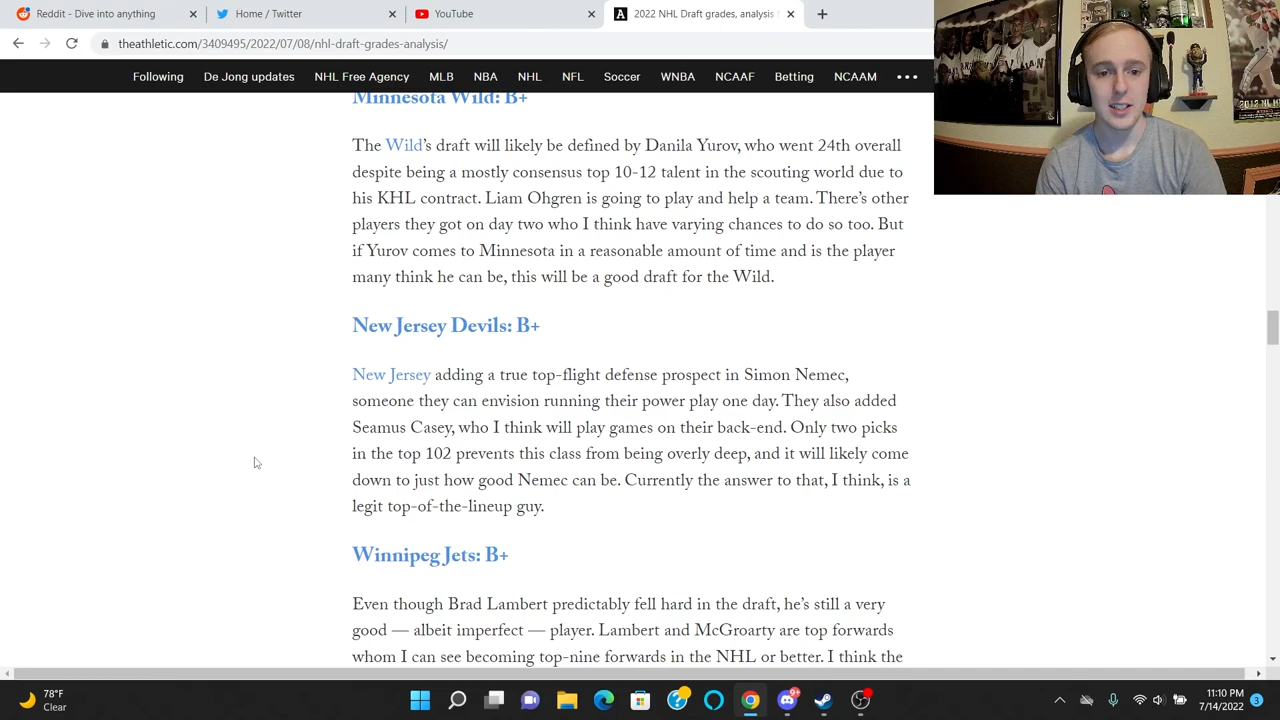 Reddit - Dive into anything
Home / Twitter
YouTube
2022 NHL Draft grades, analysis
theathletic.com/3409495/2022/07/08/nhl-draft-grades-analysis/
Following De Jong updates NHL Free Agency MLB NBA NHL NFL Soccer WNBA NCAAF Betting NCAAM
Minnesota Wild: B+
The Wild’s draft will likely be defined by Danila Yurov, who went 24th overall
despite being a mostly consensus top 10-12 talent in the scouting world due to
his KHL contract. Liam Ohgren is going to play and help a team. There’s other
players they got on day two who I think have varying chances to do so too. But
if Yurov comes to Minnesota in a reasonable amount of time and is the player
many think he can be, this will be a good draft for the Wild.
New Jersey Devils: B+
New Jersey adding a true top-flight defense prospect in Simon Nemec,
someone they can envision running their power play one day. They also added
Seamus Casey, who I think will play games on their back-end. Only two picks
in the top 102 prevents this class from being overly deep, and it will likely come
down to just how good Nemec can be. Currently the answer to that, I think, is a
legit top-of-the-lineup guy.
Winnipeg Jets: B+
Even though Brad Lambert predictably fell hard in the draft, he’s still a very
good — albeit imperfect — player. Lambert and McGroarty are top forwards
whom I can see becoming top-nine forwards in the NHL or better. I think the
78°F
Clear
11:10 PM
7/14/2022